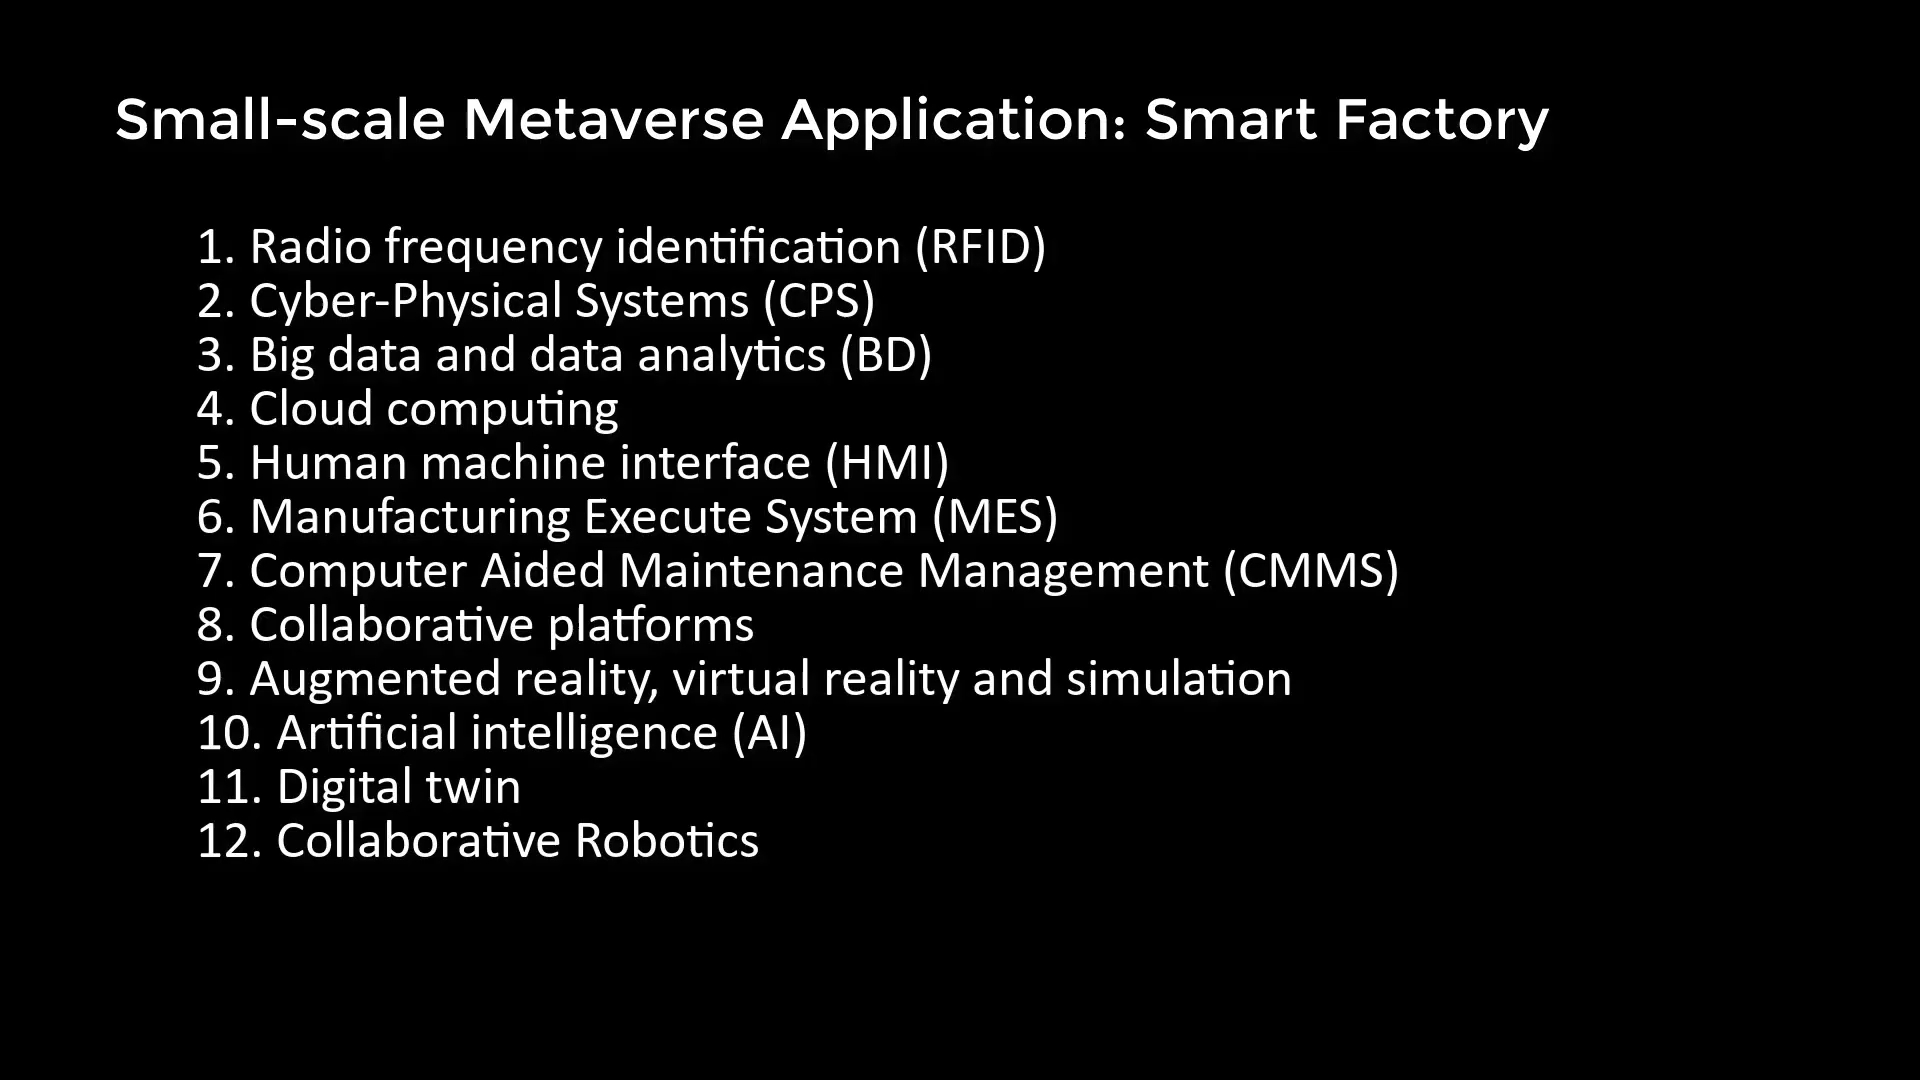 Small-scale Metaverse Application: Smart Factory
1. Radio frequency identification (RFID)
2. Cyber-Physical Systems (CPS)
3. Big data and data analytics (BD)
4. Cloud computing
5. Human machine interface (HMI)
6. Manufacturing Execute System (MES)
7. Computer Aided Maintenance Management (CMMS)
8. Collaborative platforms
9. Augmented reality, virtual reality and simulation
10. Artificial intelligence (AI)
11. Digital twin
12. Collaborative Robotics